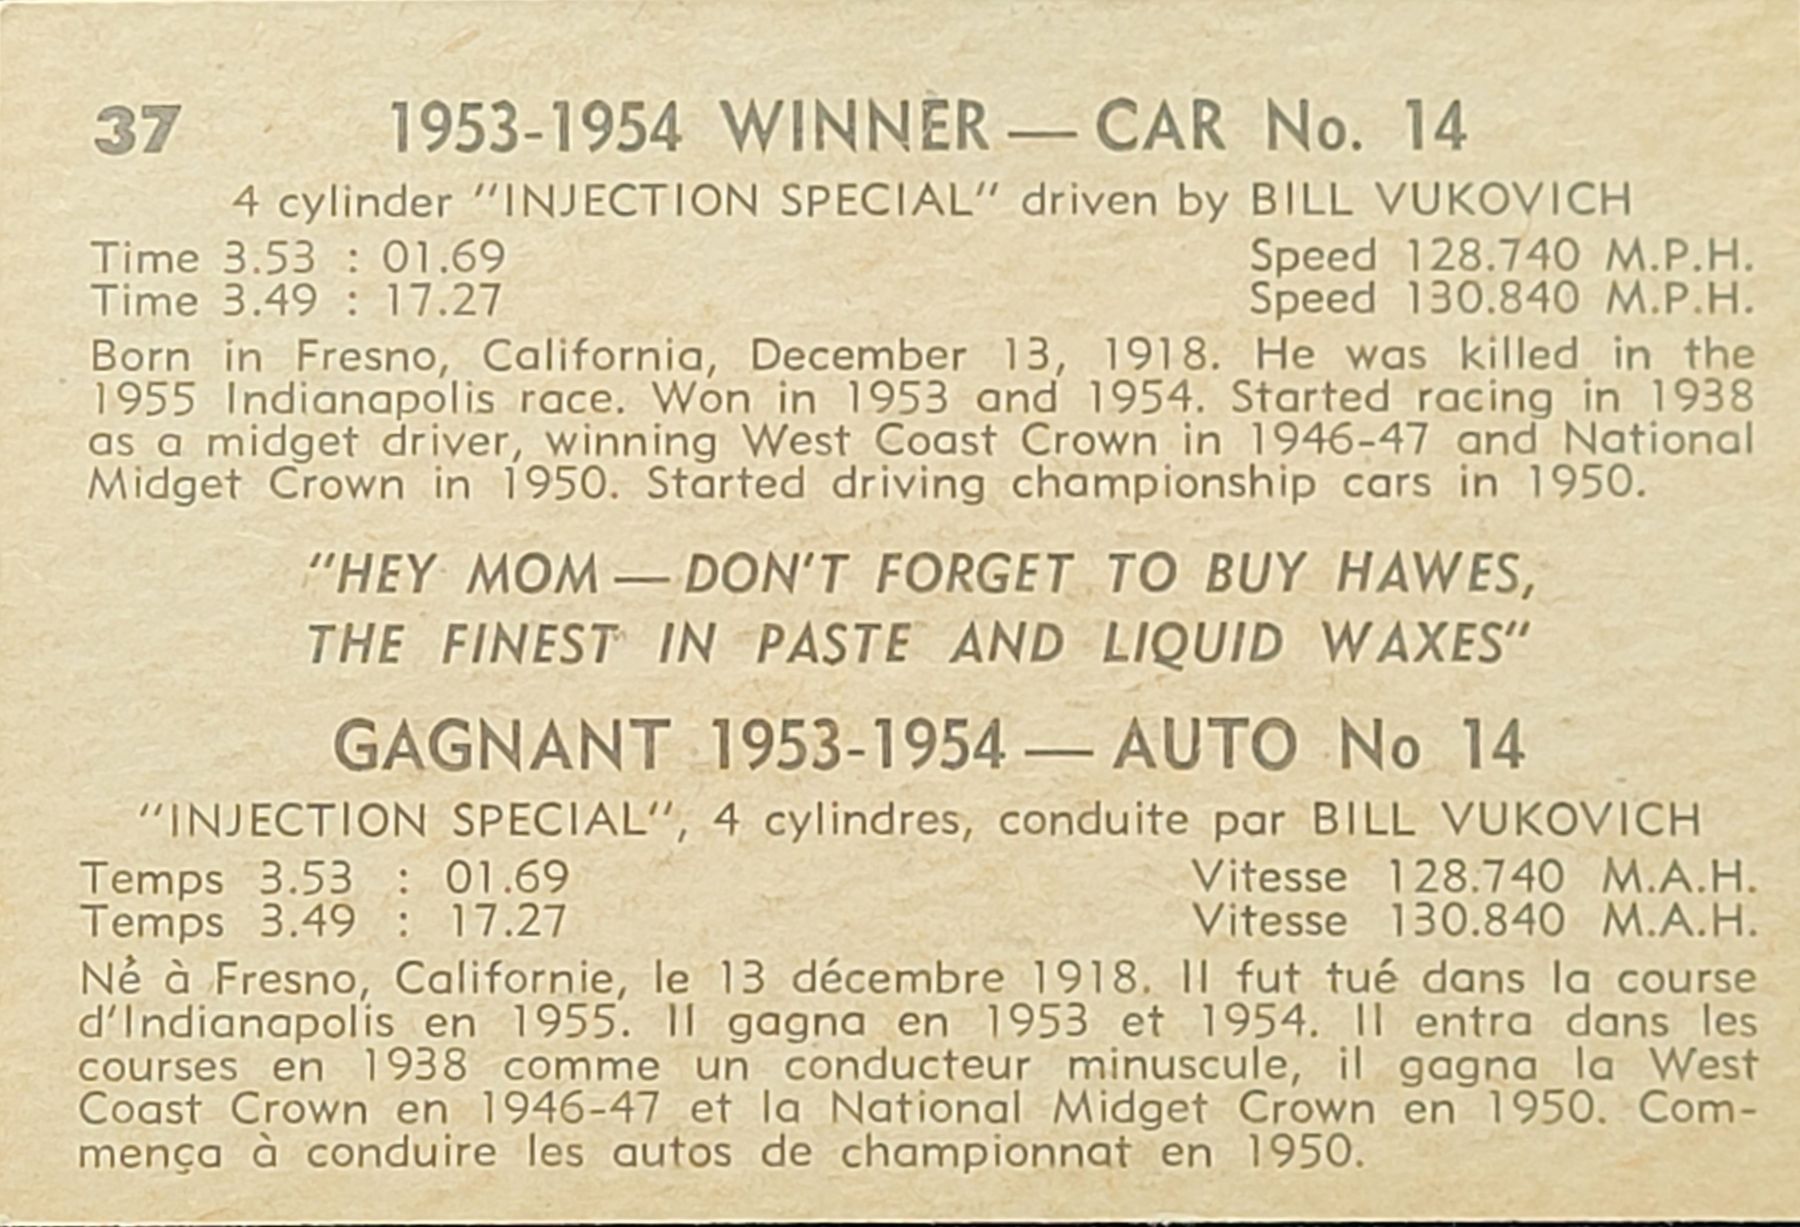 37 1953-1954 WINNER — CAR No. 14
4 cylinder "INJECTION SPECIAL" driven by BILL VUKOVICH
Time 3.53 : 01.69 Speed 128.740 M.P.H.
Time 3.49 : 17.27 Speed 130.840 M.P.H.
Born in Fresno, California, December 13, 1918. He was killed in the
1955 Indianapolis race. Won in 1953 and 1954. Started racing in 1938
as a midget driver, winning West Coast Crown in 1946-47 and National
Midget Crown in 1950. Started driving championship cars in 1950.
"HEY MOM — DON'T FORGET TO BUY HAWES,
THE FINEST IN PASTE AND LIQUID WAXES"
GAGNANT 1953-1954 — AUTO No 14
"INJECTION SPECIAL", 4 cylindres, conduite par BILL VUKOVICH
Temps 3.53 : 01.69 Vitesse 128.740 M.A.H.
Temps 3.49 : 17.27 Vitesse 130.840 M.A.H.
Né à Fresno, Californie, le 13 décembre 1918. Il fut tué dans la course
d'Indianapolis en 1955. Il gagna en 1953 et 1954. Il entra dans les
courses en 1938 comme un conducteur minuscule, il gagna la West
Coast Crown en 1946-47 et la National Midget Crown en 1950. Com-
mença à conduire les autos de championnat en 1950.